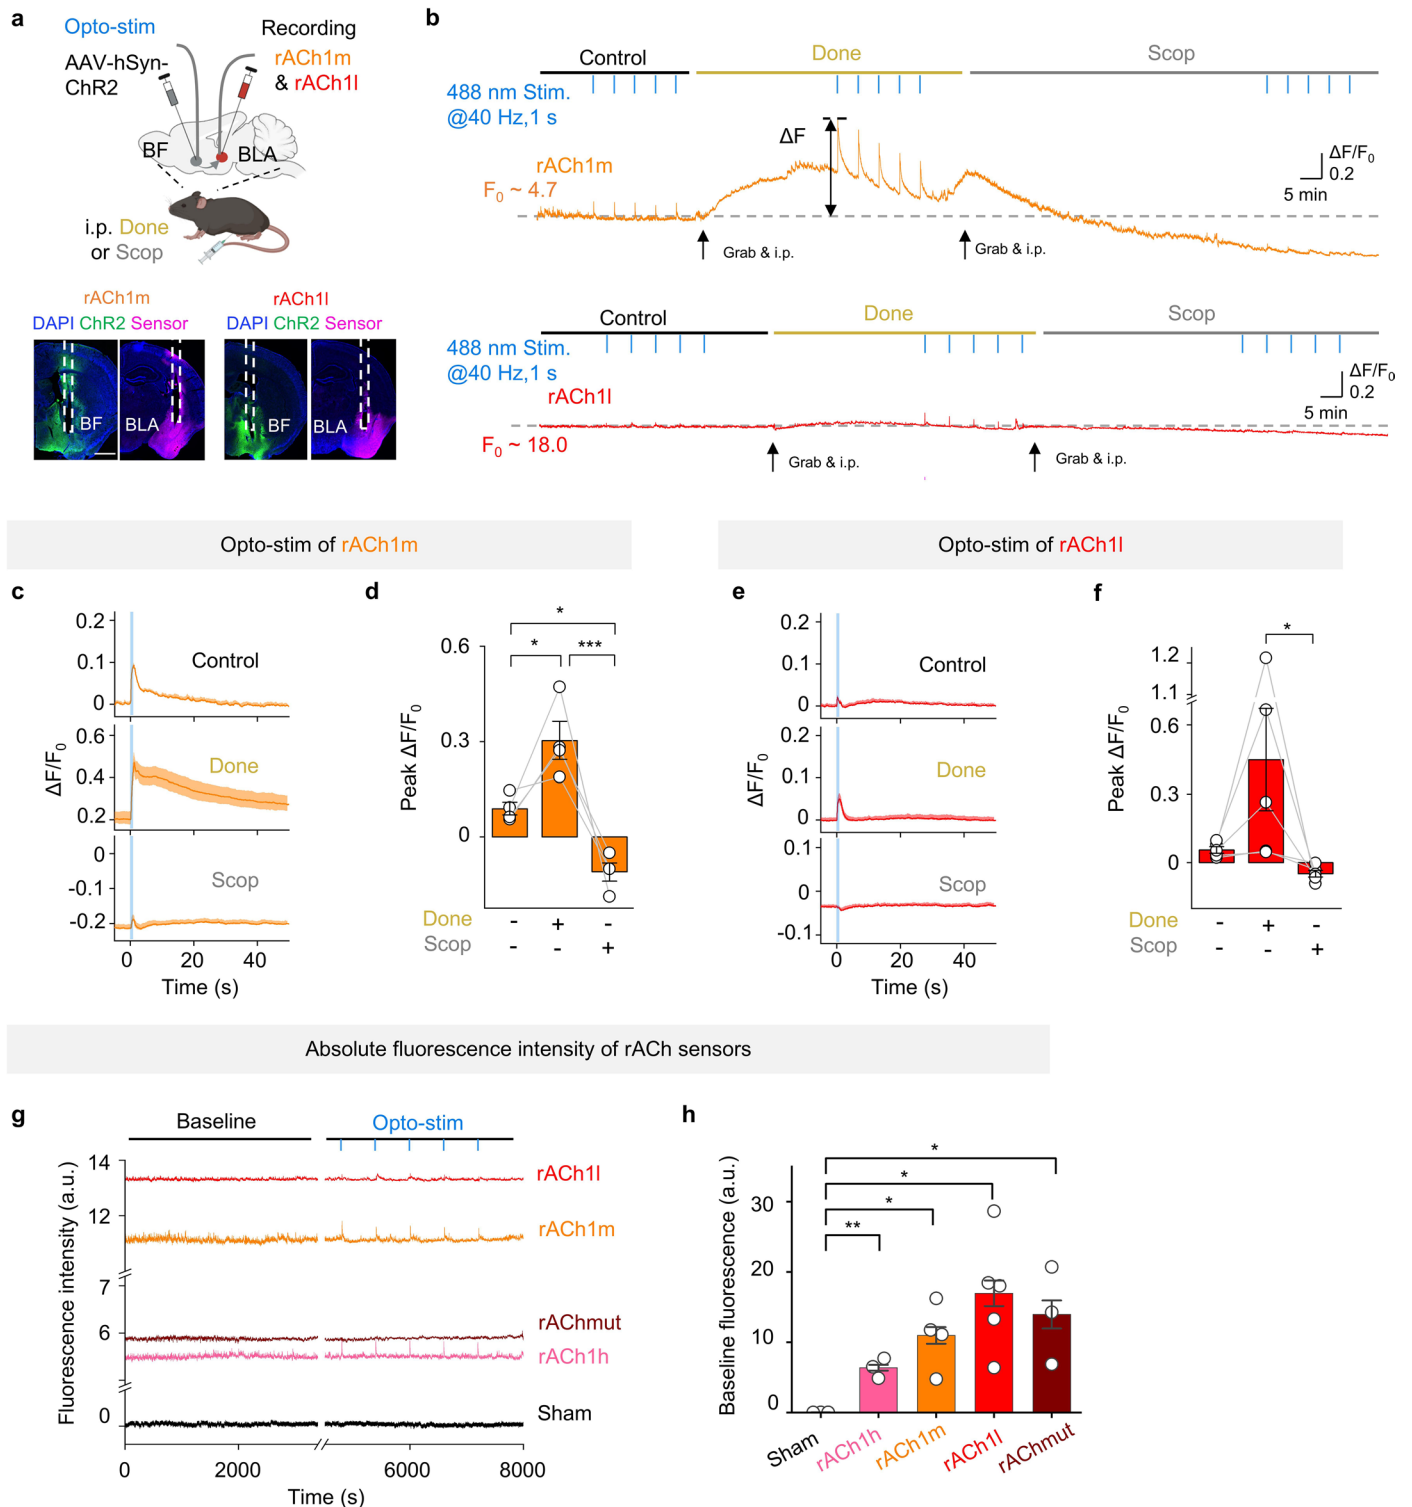 a
Opto-stim
Recording
AAV-hSyn-
ChR2
rACh1m
& rACh1l
BF
BLA
i.p. Done
or Scop
rACh1m
rACh1l
DAPI ChR2 Sensor
DAPI ChR2 Sensor
BF
BLA
BF
BLA
b
Control
Done
Scop
488 nm Stim.
@40 Hz,1 s
ΔF
rACh1m
F0 ~ 4.7
ΔF/F0
0.2
5 min
Grab & i.p.
Grab & i.p.
Control
Done
Scop
488 nm Stim.
@40 Hz,1 s
rACh1l
F0 ~ 18.0
ΔF/F0
0.2
5 min
Grab & i.p.
Grab & i.p.
Opto-stim of rACh1m
Opto-stim of rACh1l
c
0.2
0.1
0
Control
ΔF/F0
0.6
0.4
0.2
Done
0
-0.1
-0.2
Scop
0 20 40
Time (s)
d
*
* ***
Peak ΔF/F0
0.6
0.3
0
Done - + -
Scop - - +
e
0.2
0.1
0
Control
ΔF/F0
0.2
0.1
0
Done
0.1
0
-0.1
Scop
0 20 40
Time (s)
f
*
Peak ΔF/F0
1.2
1.1
0.6
0.3
0
Done - + -
Scop - - +
Absolute fluorescence intensity of rACh sensors
g
Baseline
Opto-stim
Fluorescence intensity (a.u.)
14
12
7
6
0
rACh1l
rACh1m
rAChmut
rACh1h
Sham
0 2000 6000 8000
Time (s)
h
*
*
*
**
Baseline fluorescence (a.u.)
30
20
10
0
Sham
rACh1h
rACh1m
rACh1l
rAChmut